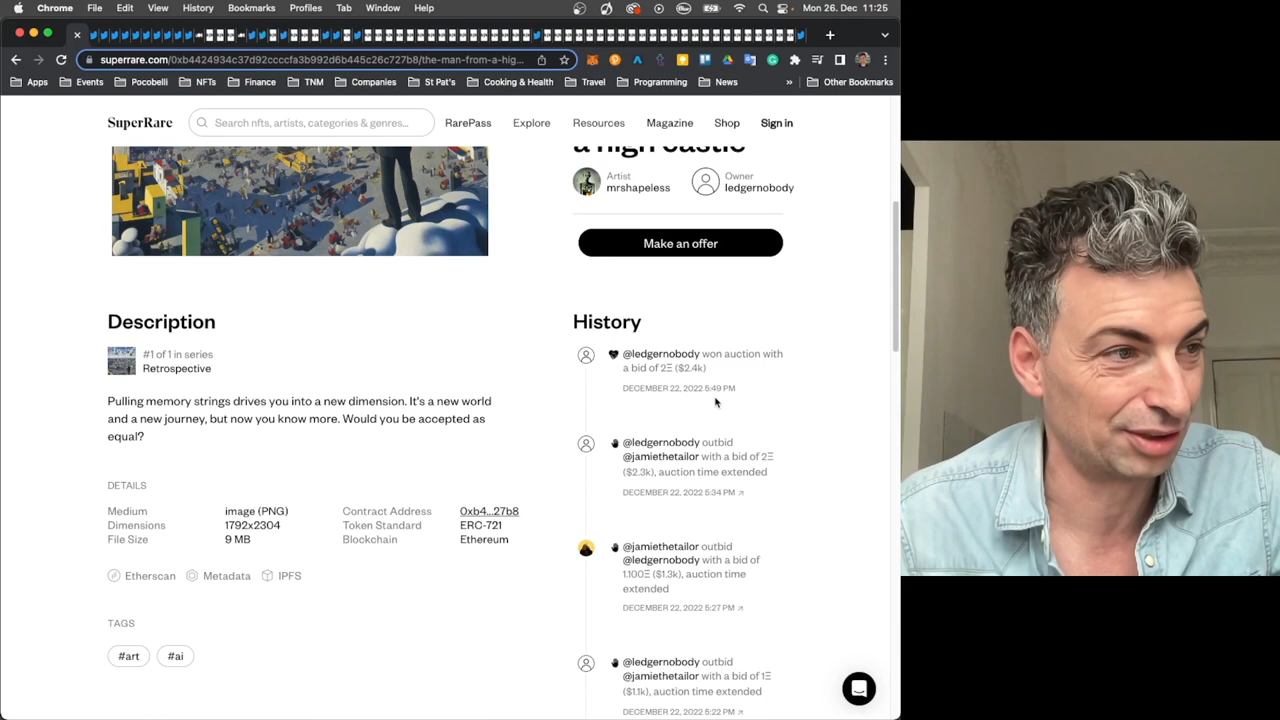 Chrome File Edit View History Bookmarks Profiles Tab Window Help Mon 26. Dec 11:25
superrare.com/0xb4424934c37d92ccccfa3b992d6b445c26c727b8/the-man-from-a-hig...
Apps Events Pocobelli NFTs Finance TNM Companies St Pat's Cooking & Health Travel Programming News » Other Bookmarks
SuperRare Search nfts, artists, categories & genres... RarePass Explore Resources Magazine Shop Sign in
a high castle
Artist
mrshapeless
Owner
ledgernobody
Make an offer
Description
#1 of 1 in series
Retrospective
Pulling memory strings drives you into a new dimension. It's a new world
and a new journey, but now you know more. Would you be accepted as
equal?
DETAILS
Medium image (PNG) Contract Address 0xb4...27b8
Dimensions 1792x2304 Token Standard ERC-721
File Size 9 MB Blockchain Ethereum
Etherscan Metadata IPFS
TAGS
#art #ai
History
@ledgernobody won auction with
a bid of 2Ξ ($2.4k)
DECEMBER 22, 2022 5:49 PM
@ledgernobody outbid
@jamiethetailor with a bid of 2Ξ
($2.3k), auction time extended
DECEMBER 22, 2022 5:34 PM
@jamiethetailor outbid
@ledgernobody with a bid of
1.100Ξ ($1.3k), auction time
extended
DECEMBER 22, 2022 5:27 PM
@ledgernobody outbid
@jamiethetailor with a bid of 1Ξ
($1.1k), auction time extended
DECEMBER 22, 2022 5:22 PM